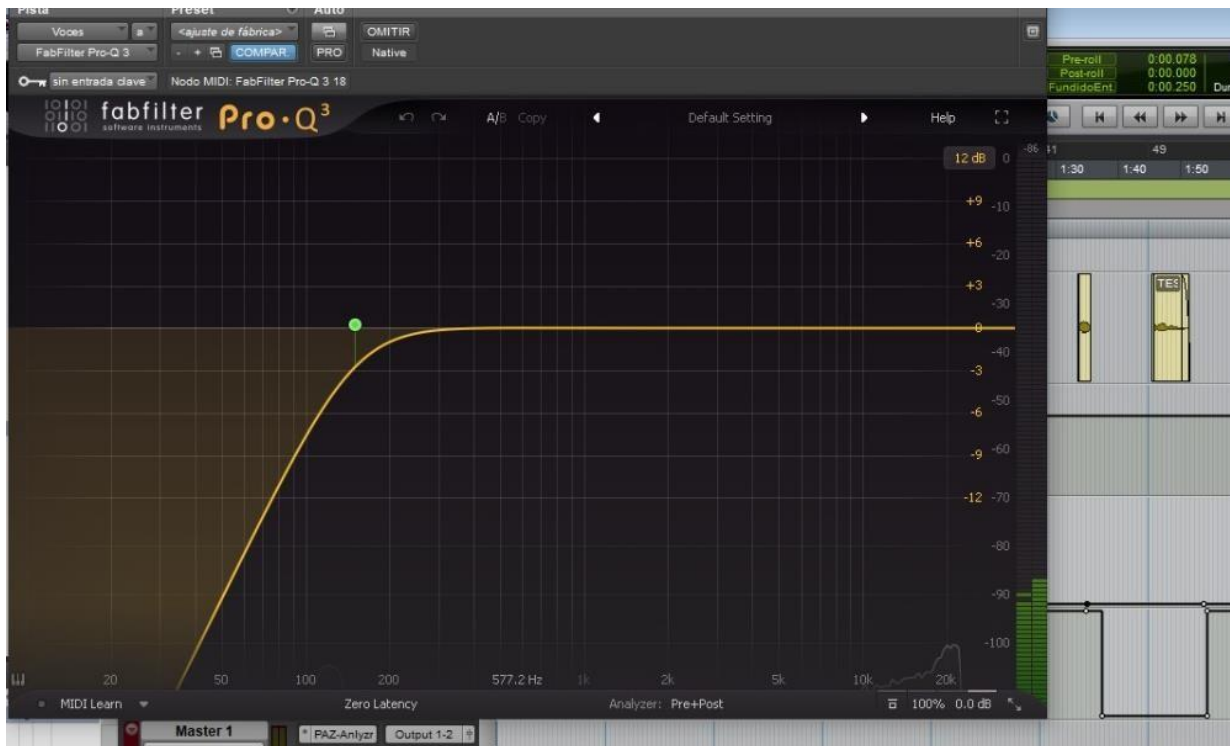 Pista Preset Auto
Voces a <ajuste de fábrica> OMITIR
FabFilter Pro-Q 3 - + COMPAR. PRO Native
sin entrada clave Nodo MIDI: FabFilter Pro-Q 3 18
fabfilter
software instruments
Pro·Q3
A/B Copy Default Setting Help
12 dB 0 -86
+9 -10
+6 -20
+3 -30
0 -40
-3 -50
-6 -60
-9
-12 -70
-80
-90
-100
20 50 100 200 577.2 Hz 1k 2k 5k 10k 20k
MIDI Learn Zero Latency Analyzer: Pre+Post 100% 0.0 dB
Master 1 PAZ-Anlyzr Output 1-2
Pre-roll 0:00.078
Post-roll 0:00.000
FundidoEnt. 0:00.250 Dur
41 49
1:30 1:40 1:50
TES